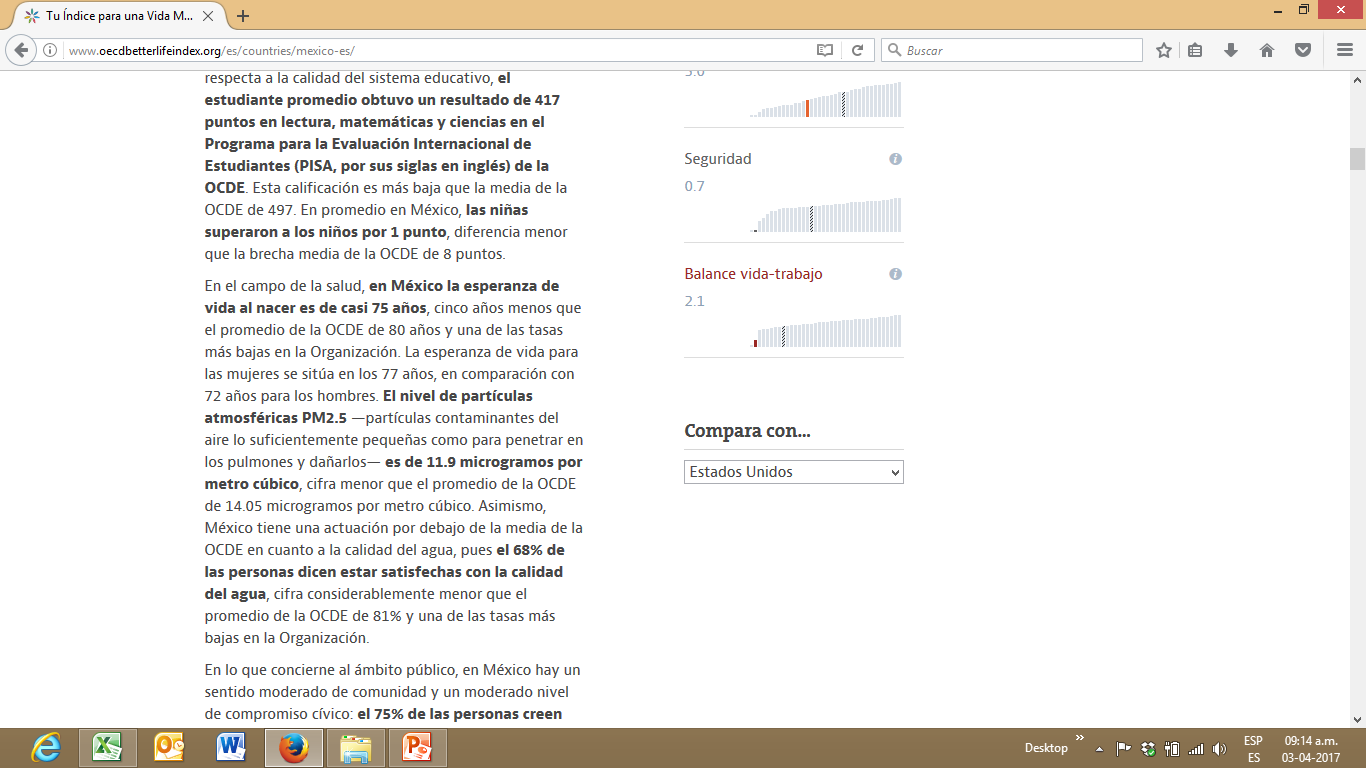 Tu Índice para una Vida M...
www.oecdbetterlifeindex.org/es/countries/mexico-es/
Buscar
respecta a la calidad del sistema educativo, el
estudiante promedio obtuvo un resultado de 417
puntos en lectura, matemáticas y ciencias en el
Programa para la Evaluación Internacional de
Estudiantes (PISA, por sus siglas en inglés) de la
OCDE. Esta calificación es más baja que la media de la
OCDE de 497. En promedio en México, las niñas
superaron a los niños por 1 punto, diferencia menor
que la brecha media de la OCDE de 8 puntos.
En el campo de la salud, en México la esperanza de
vida al nacer es de casi 75 años, cinco años menos que
el promedio de la OCDE de 80 años y una de las tasas
más bajas en la Organización. La esperanza de vida para
las mujeres se sitúa en los 77 años, en comparación con
72 años para los hombres. El nivel de partículas
atmosféricas PM2.5 —partículas contaminantes del
aire lo suficientemente pequeñas como para penetrar en
los pulmones y dañarlos— es de 11.9 microgramos por
metro cúbico, cifra menor que el promedio de la OCDE
de 14.05 microgramos por metro cúbico. Asimismo,
México tiene una actuación por debajo de la media de la
OCDE en cuanto a la calidad del agua, pues el 68% de
las personas dicen estar satisfechas con la calidad
del agua, cifra considerablemente menor que el
promedio de la OCDE de 81% y una de las tasas más
bajas en la Organización.
En lo que concierne al ámbito público, en México hay un
sentido moderado de comunidad y un moderado nivel
de compromiso cívico: el 75% de las personas creen
Seguridad
0.7
Balance vida-trabajo
2.1
Compara con...
Estados Unidos
Desktop
ESP
ES
09:14 a.m.
03-04-2017